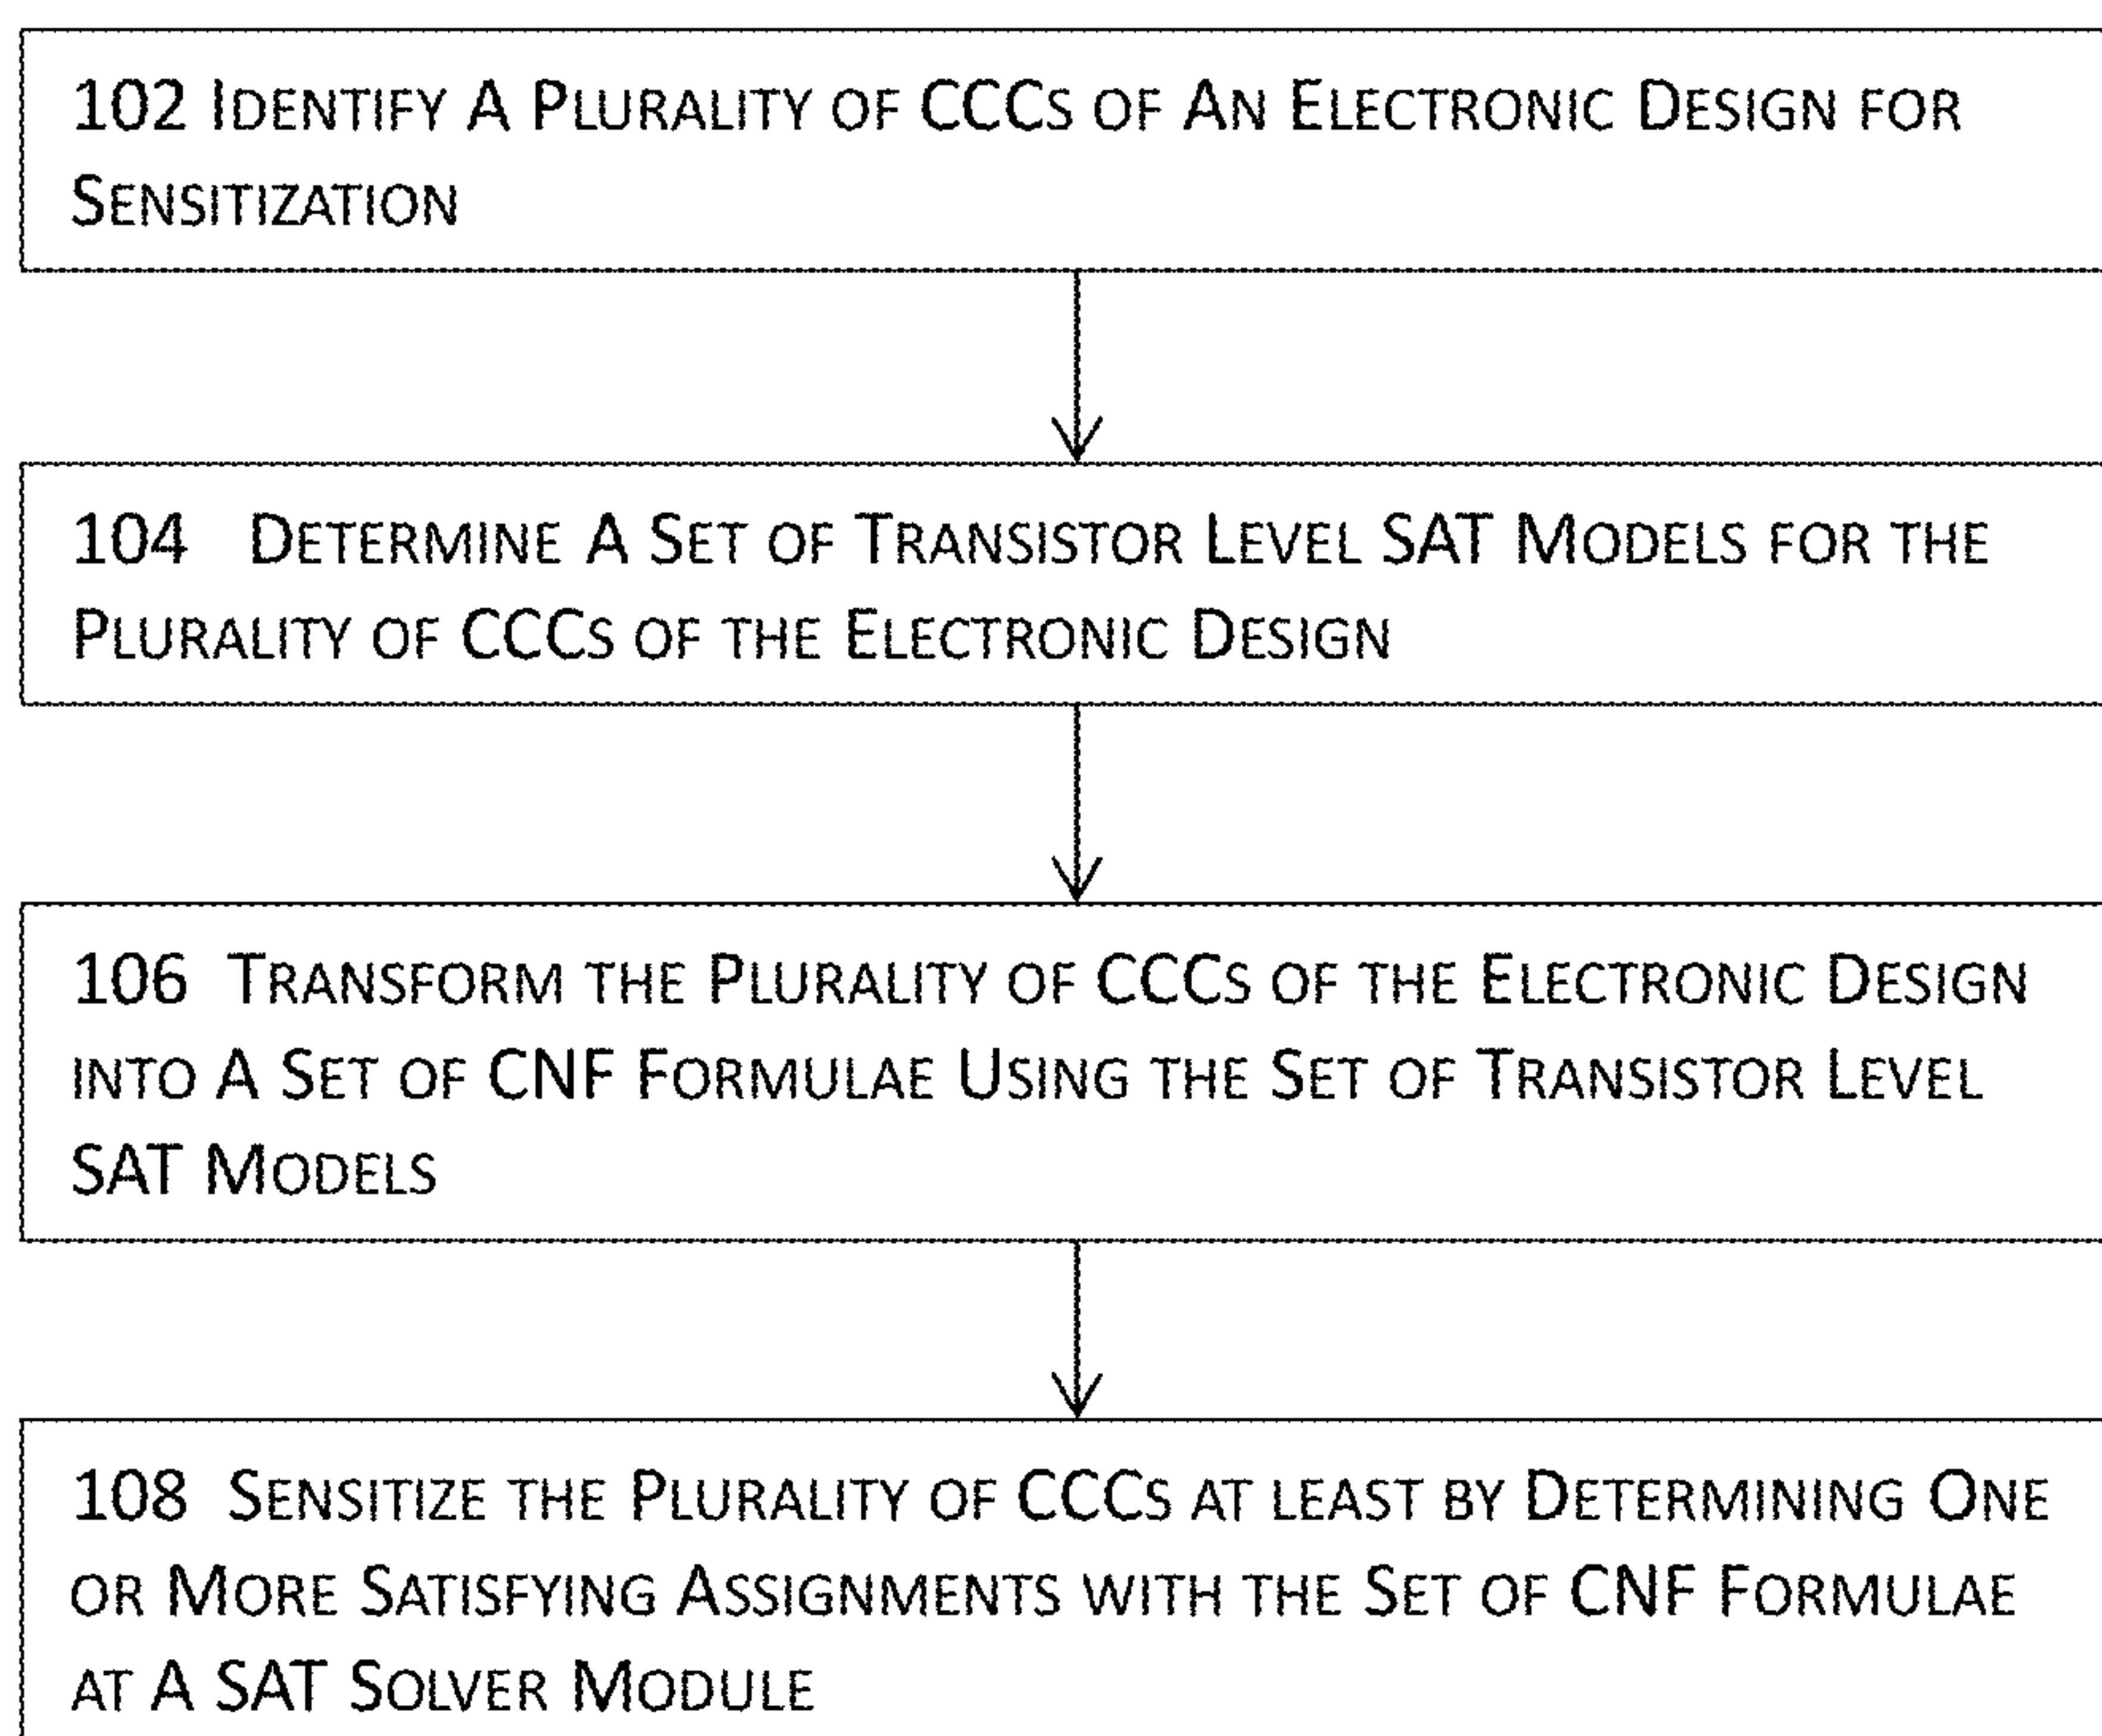 102 IDENTIFY A PLURALITY OF CCCS OF AN ELECTRONIC DESIGN FOR
SENSITIZATION
104 DETERMINE A SET OF TRANSISTOR LEVEL SAT MODELS FOR THE
PLURALITY OF CCCS OF THE ELECTRONIC DESIGN
106 TRANSFORM THE PLURALITY OF CCCS OF THE ELECTRONIC DESIGN
INTO A SET OF CNF FORMULAE USING THE SET OF TRANSISTOR LEVEL
SAT MODELS
108 SENSITIZE THE PLURALITY OF CCCS AT LEAST BY DETERMINING ONE
OR MORE SATISFYING ASSIGNMENTS WITH THE SET OF CNF FORMULAE
AT A SAT SOLVER MODULE